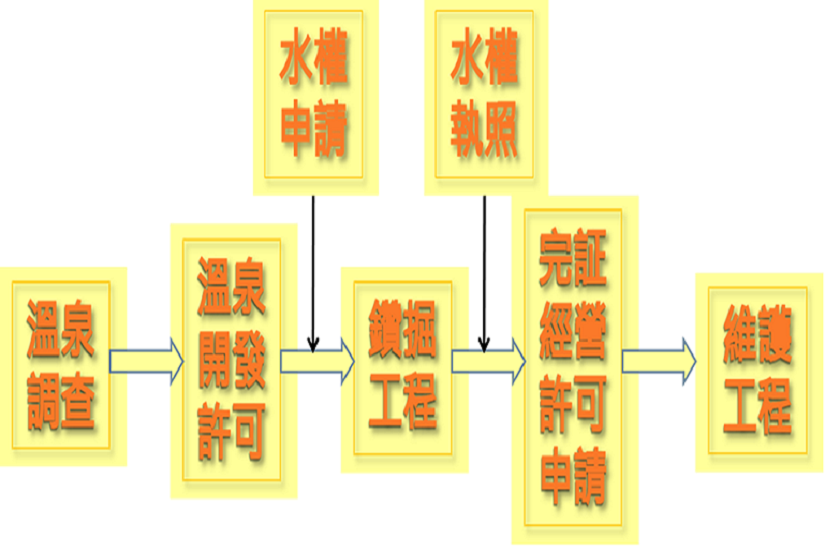 水權
申請
水權
執照
溫泉
調查
溫泉
開發
許可
鑽掘
工程
完証
經營
許可
申請
維護
工程